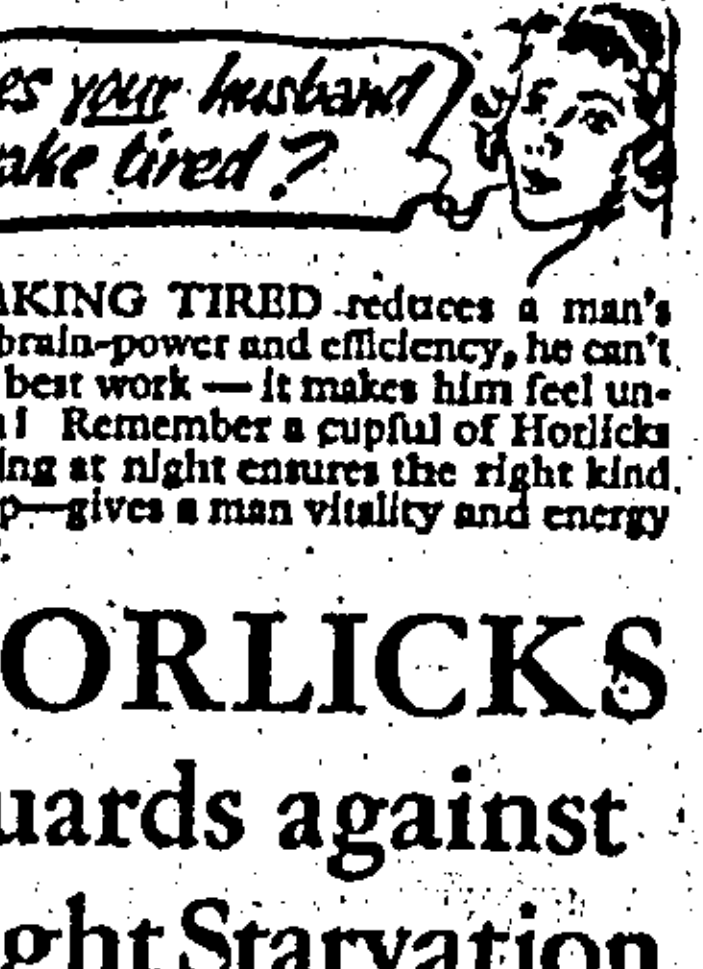 es your husband
ake tired?
AKING TIRED reduces a man's
brain-power and efficiency, he can't
best work — it makes him feel un-
! Remember a cupful of Horlicks
ing at night ensures the right kind
p—gives a man vitality and energy
ORLICKS
uards against
ght Starvation